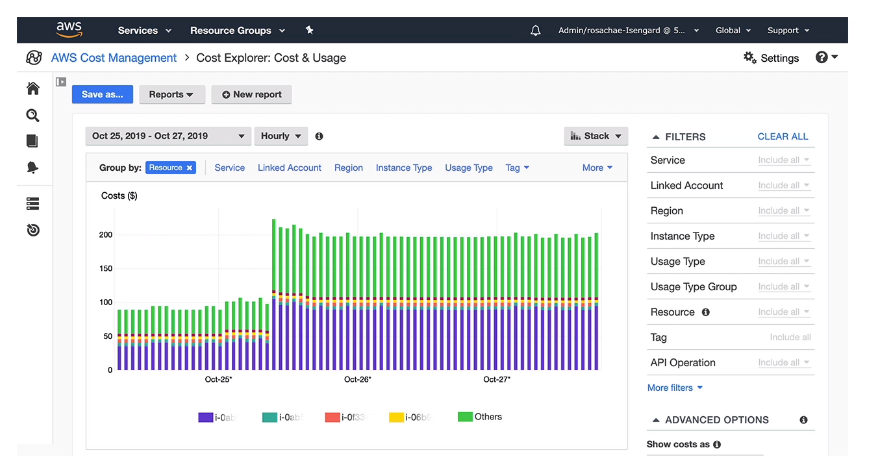 aws
Services Resource Groups Admin/rosachae-Isengard @ 5... Global Support
AWS Cost Management > Cost Explorer: Cost & Usage Settings
Save as... Reports New report
Oct 25, 2019 - Oct 27, 2019 Hourly Stack
Group by: Resource × Service Linked Account Region Instance Type Usage Type Tag More
Costs ($)
200
150
100
50
0
Oct-25* Oct-26* Oct-27*
i-0ab i-0ab i-0f33 i-06b Others
FILTERS CLEAR ALL
Service Include all
Linked Account Include all
Region Include all
Instance Type Include all
Usage Type Include all
Usage Type Group Include all
Resource Include all
Tag Include all
API Operation Include all
More filters
ADVANCED OPTIONS
Show costs as